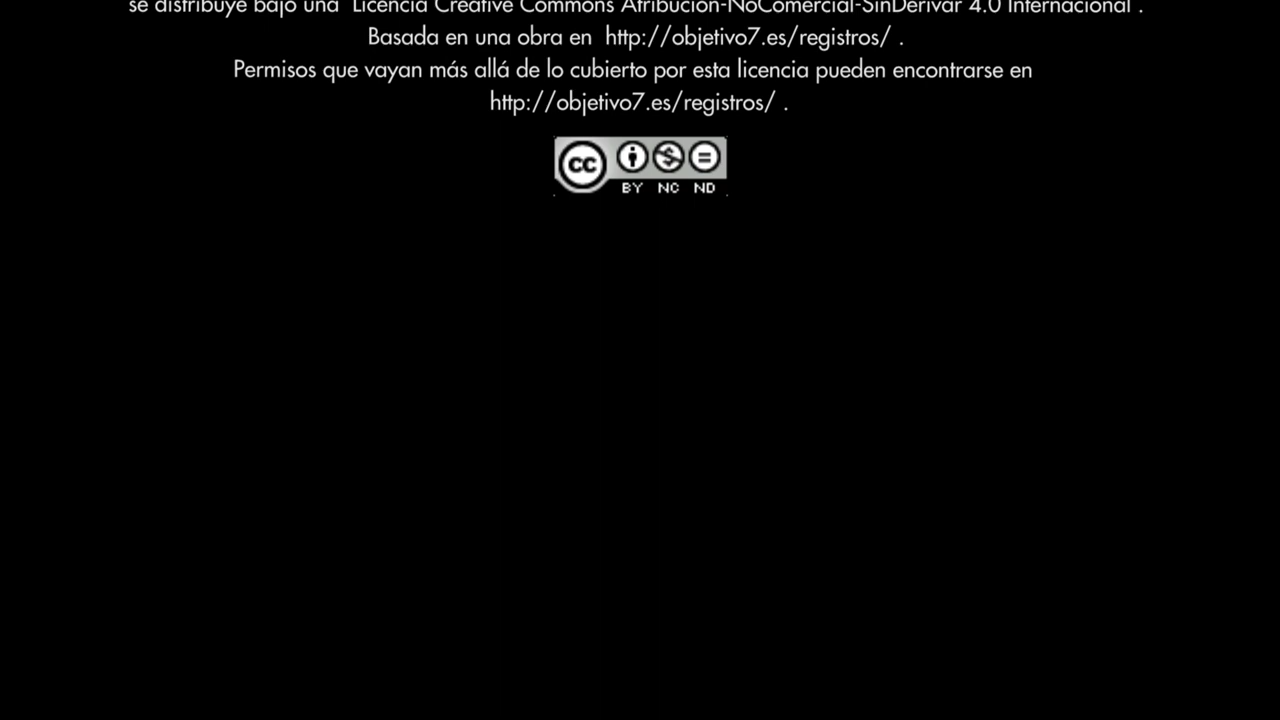 se distribuye bajo una Licencia Creative Commons Atribución-NoComercial-SinDerivar 4.0 Internacional .
Basada en una obra en http://objetivo7.es/registros/ .
Permisos que vayan más allá de lo cubierto por esta licencia pueden encontrarse en
http://objetivo7.es/registros/ .
cc
BY NC ND